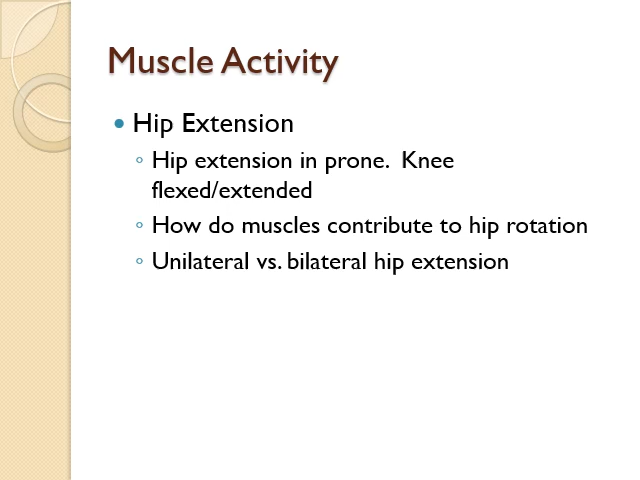 Muscle Activity
Hip Extension
Hip extension in prone.  Knee
flexed/extended
How do muscles contribute to hip rotation
Unilateral vs. bilateral hip extension